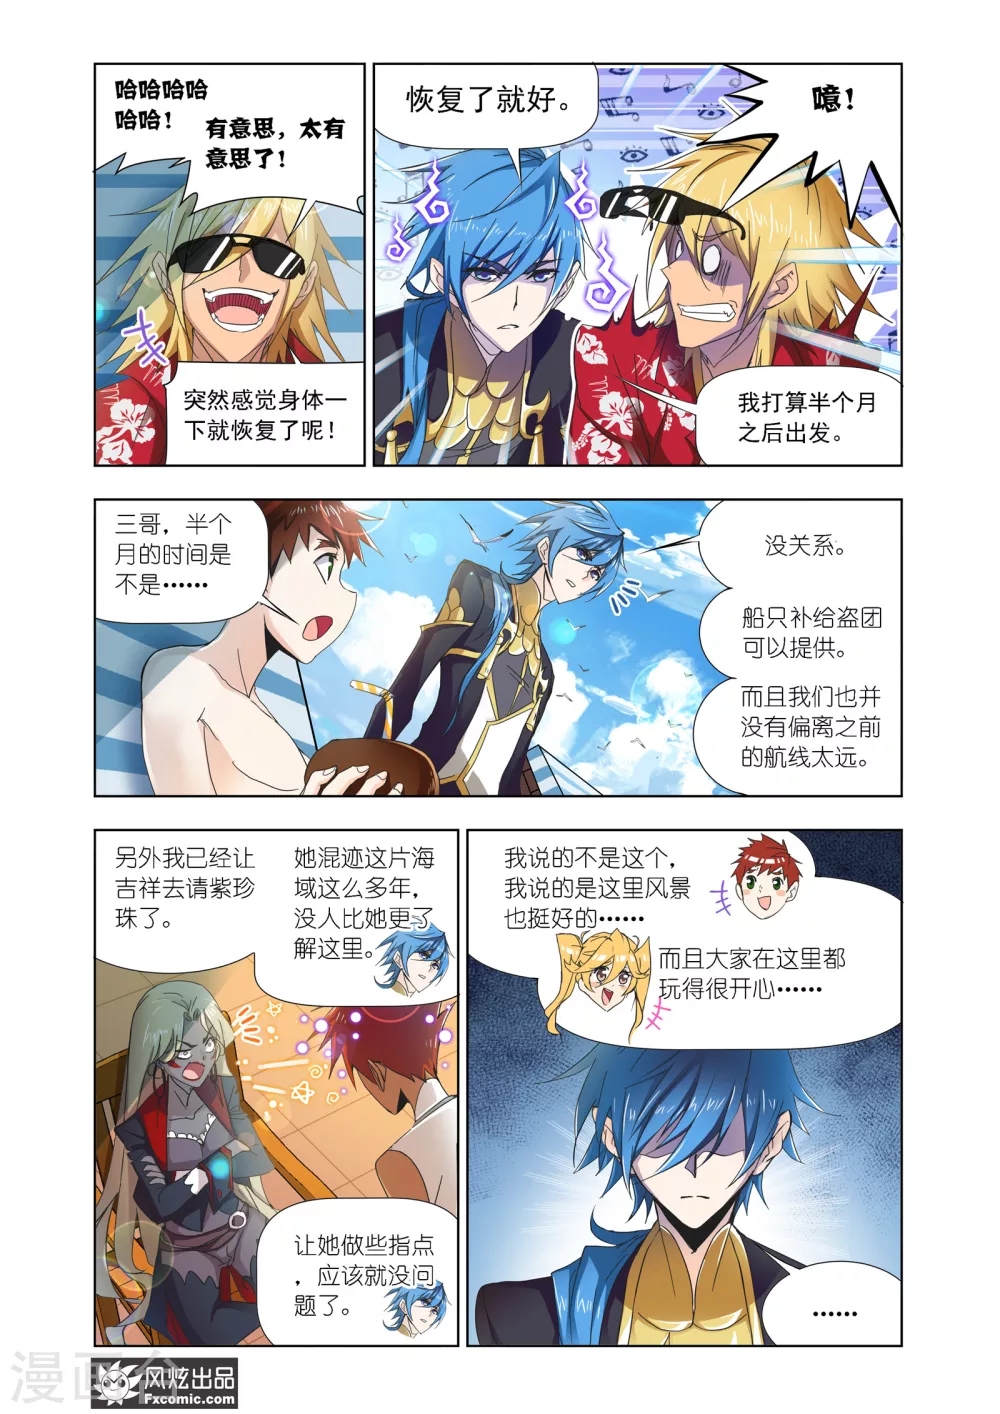 哈哈哈哈
哈哈！
有意思，太有
意思了！
突然感觉身体一
下就恢复了呢！
恢复了就好。
噫！
我打算半个月
之后出发。
三哥，半个
月的时间是
不是……
没关系。
船只补给盗团
可以提供。
而且我们也并
没有偏离之前
的航线太远。
另外我已经让
吉祥去请紫珍
珠了。
她混迹这片海
域这么多年，
没人比她更了
解这里。
让她做些指点
，应该就没问
题了。
我说的不是这个，
我说的是这里风景
也挺好的……
而且大家在这里都
玩得很开心……
……
漫画台
风炫出品
Fxcomic.com